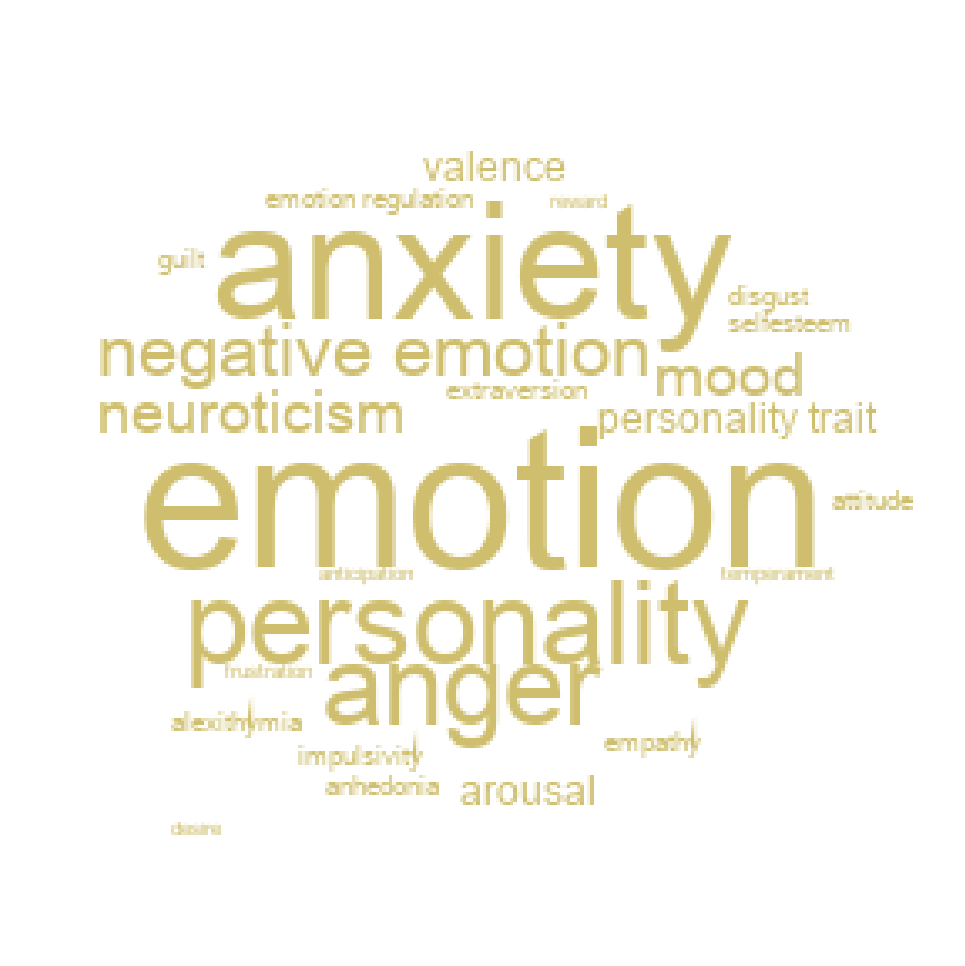 valence
emotion regulation
reward
anxiety
guilt
disgust
selfesteem
negative emotion
mood
extraversion
neuroticism
personality trait
emotion
attitude
anticipation
temperament
personality
frustration
anger
alexithymia
empathy
impulsivity
anhedonia
arousal
desire